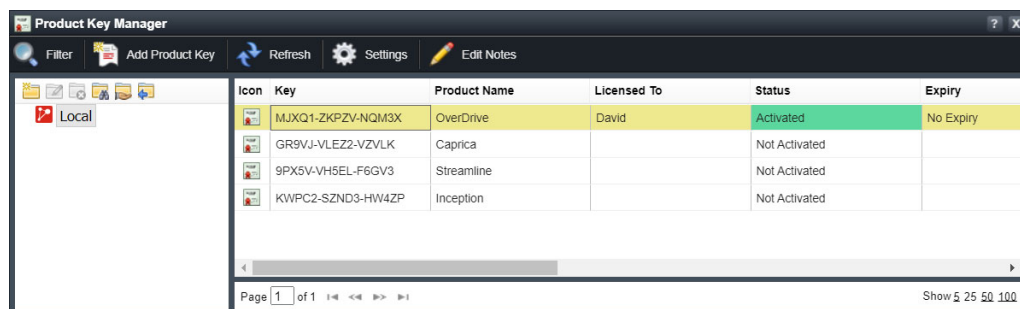 Product Key Manager ? X
Filter Add Product Key Refresh Settings Edit Notes
Local
Icon Key Product Name Licensed To Status Expiry
MJXQ1-ZKPZV-NQM3X OverDrive David Activated No Expiry
GR9VJ-VLEZ2-VZVLK Caprica Not Activated
9PX5V-VH5EL-F6GV3 Streamline Not Activated
KWPC2-SZND3-HW4ZP Inception Not Activated
Page 1 of 1 Show 5 25 50 100